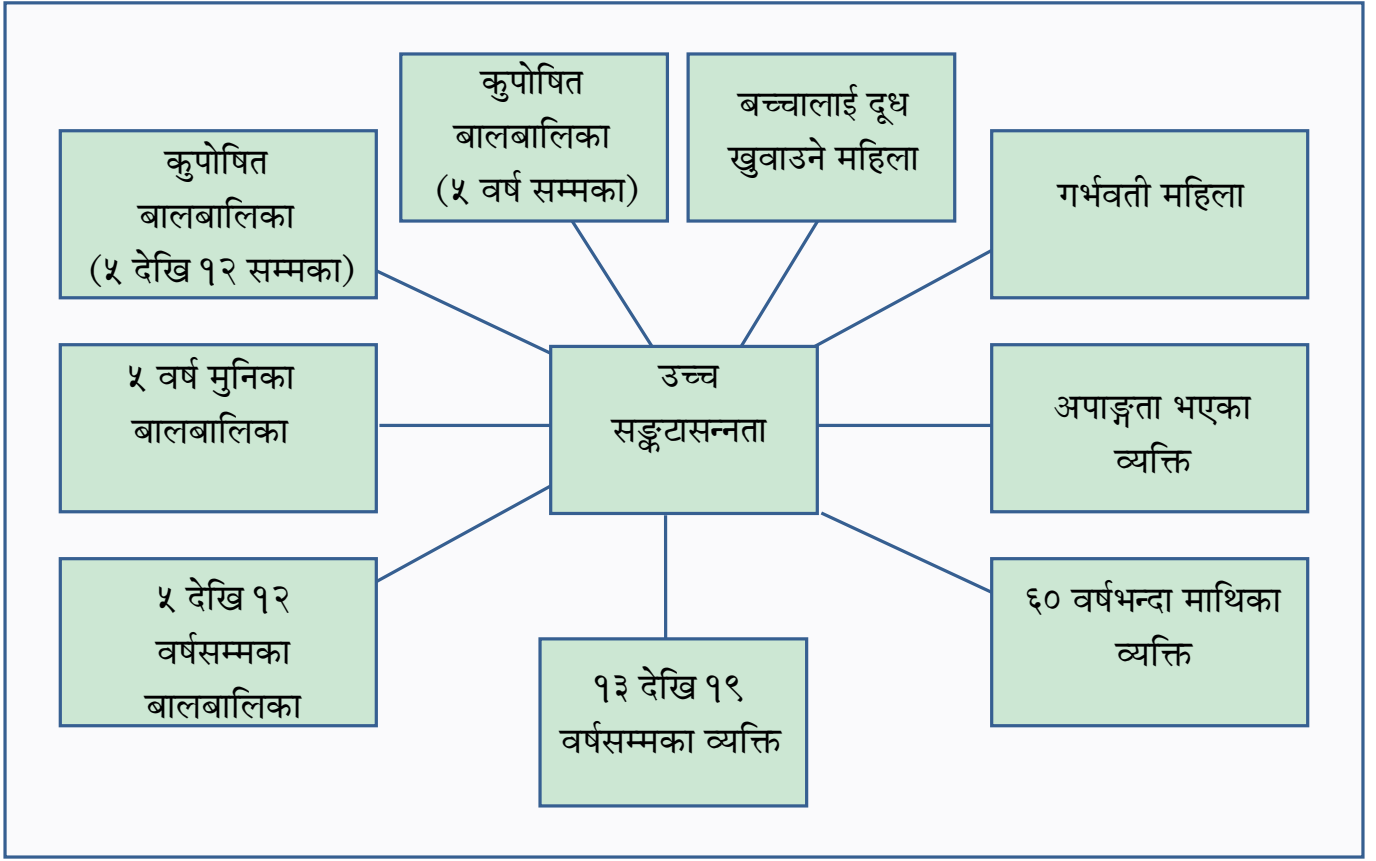 कुपोषित
बालबालिका
(५ वर्ष सम्मका)
बच्चालाई दूध
खुवाउने महिला
कुपोषित
बालबालिका
(५ देखि १२ सम्मका)
गर्भवती महिला
५ वर्ष मुनिका
बालबालिका
उच्च
सङ्कटासन्नता
अपाङ्गता भएका
व्यक्ति
५ देखि १२
वर्षसम्मका
बालबालिका
१३ देखि १९
वर्षसम्मका व्यक्ति
६० वर्षभन्दा माथिका
व्यक्ति